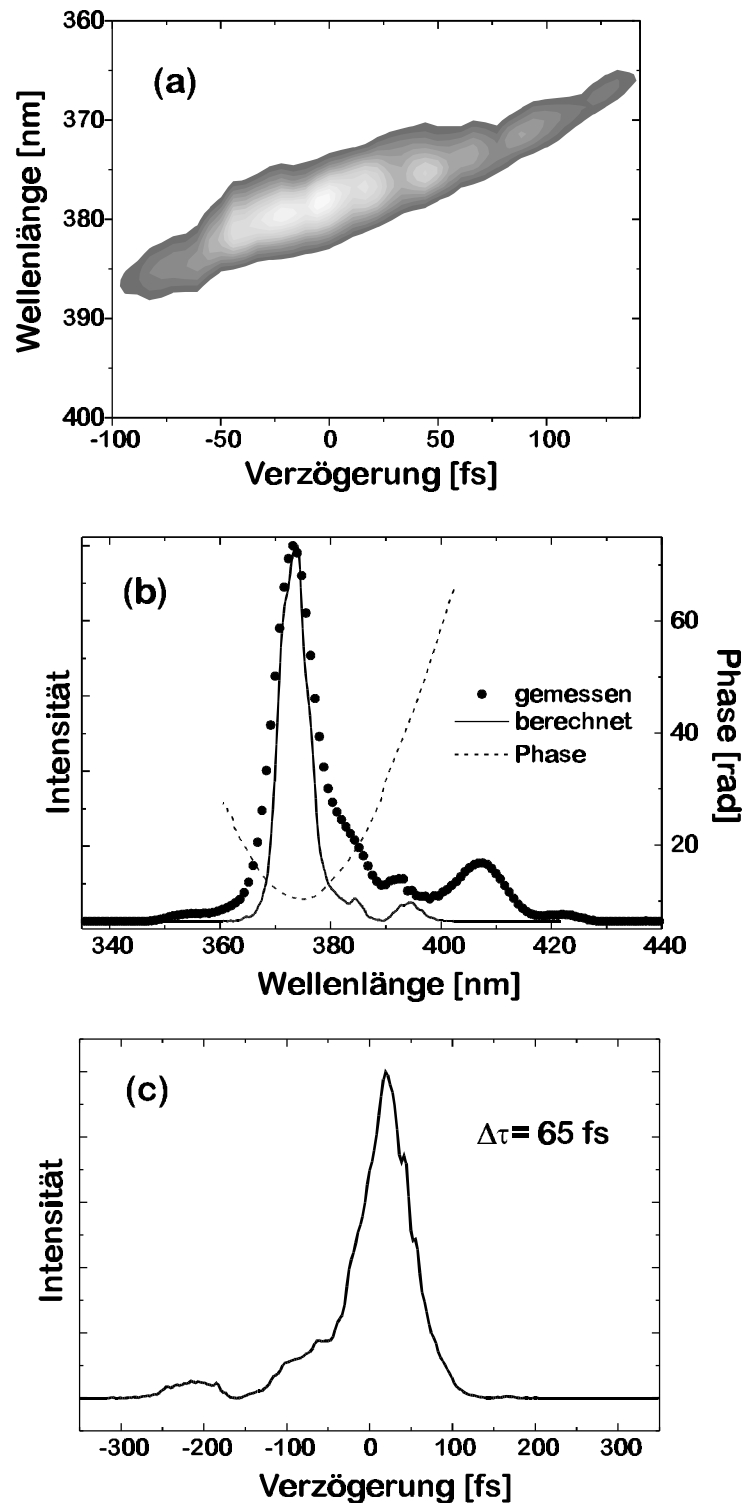 (a)
360
370
380
390
400
Wellenlänge [nm]
-100 -50 0 50 100
Verzögerung [fs]
(b)
Intensität
60
40
20
Phase [rad]
gemessen
berechnet
Phase
340 360 380 400 420 440
Wellenlänge [nm]
(c)
Δτ= 65 fs
Intensität
-300 -200 -100 0 100 200 300
Verzögerung [fs]